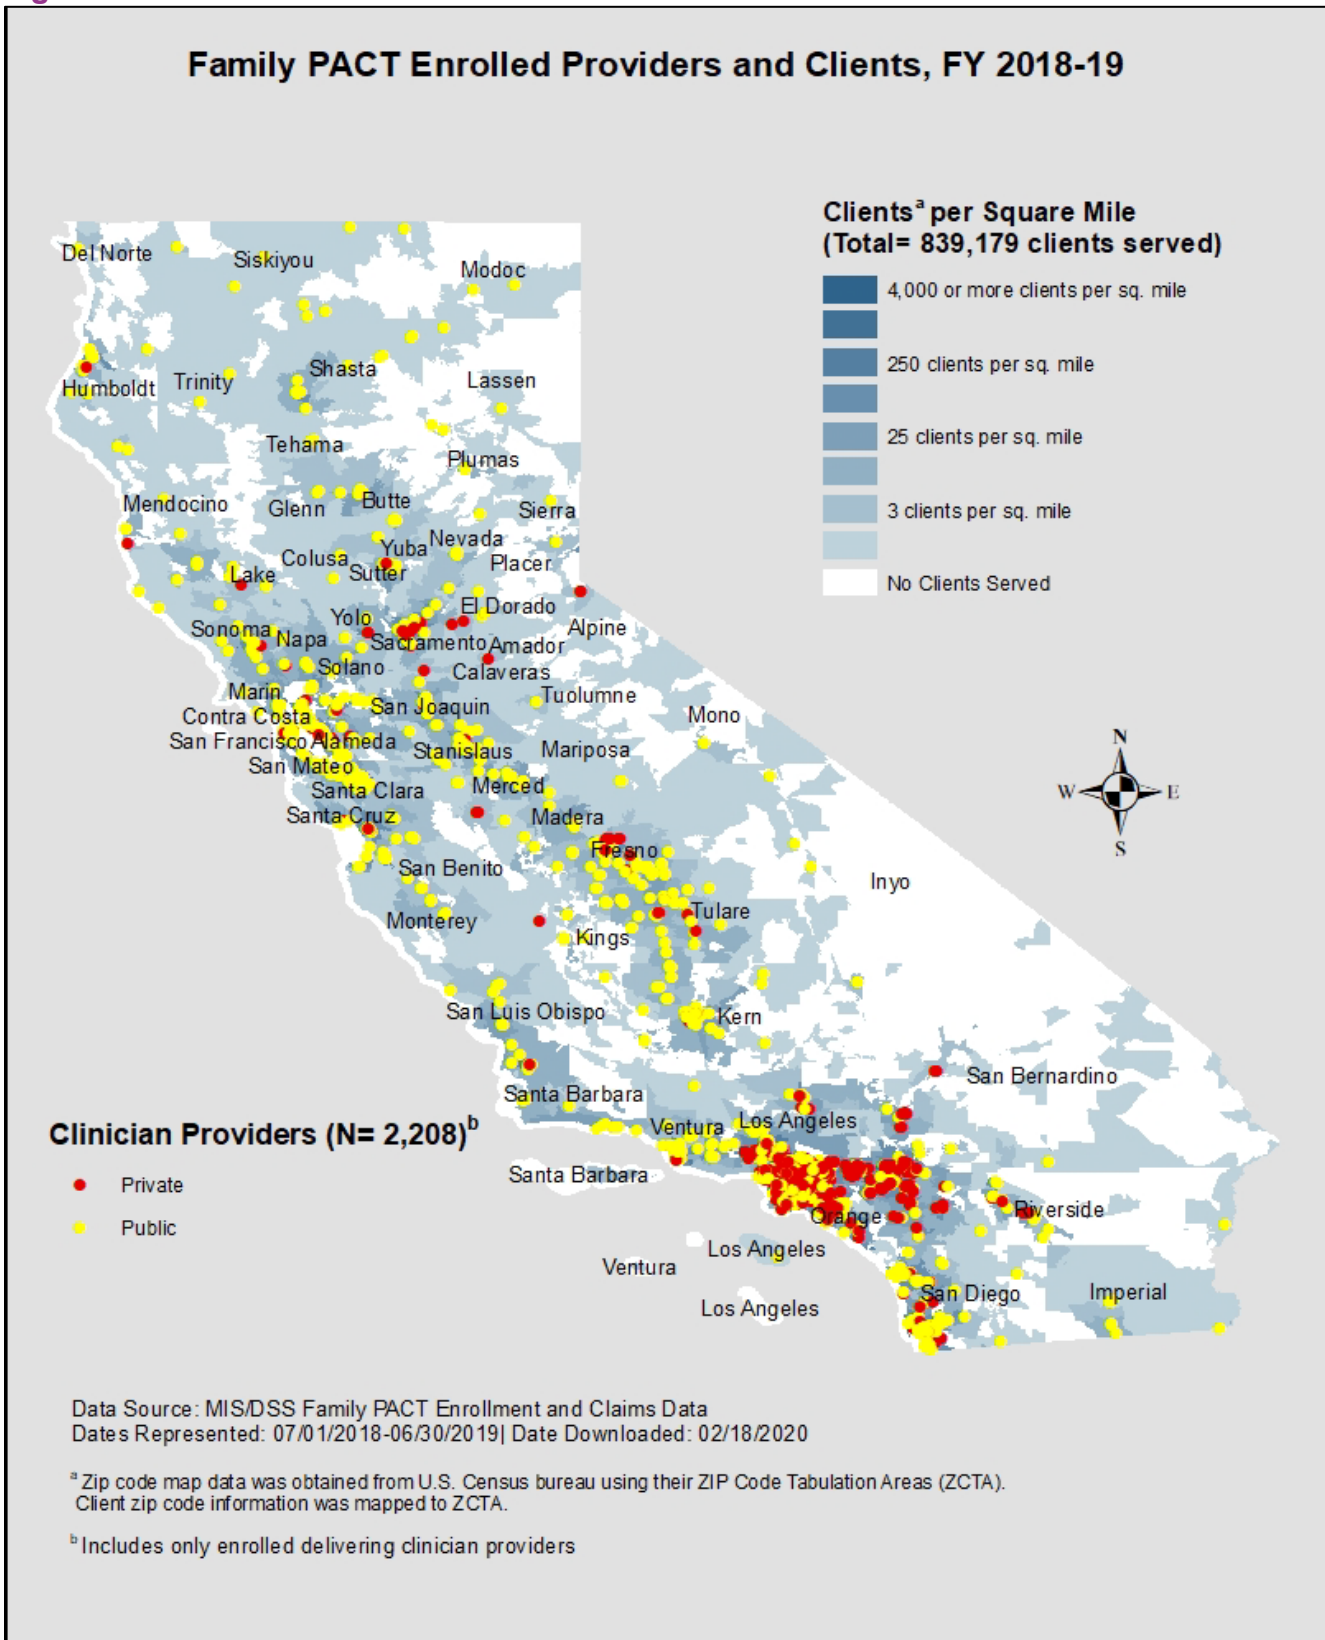 Family PACT Enrolled Providers and Clients, FY 2018-19
Clientsᵃ per Square Mile
(Total= 839,179 clients served)
4,000 or more clients per sq. mile
250 clients per sq. mile
25 clients per sq. mile
3 clients per sq. mile
No Clients Served
Del Norte
Siskiyou
Modoc
Humboldt
Trinity
Shasta
Lassen
Tehama
Plumas
Mendocino
Glenn
Butte
Sierra
Colusa
Yuba
Nevada
Lake
Sutter
Placer
Yolo
El Dorado
Sonoma
Napa
Sacramento
Amador
Alpine
Solano
Calaveras
Marin
San Joaquin
Tuolumne
Contra Costa
Mono
San Francisco
Alameda
Stanislaus
Mariposa
San Mateo
Santa Clara
Merced
Santa Cruz
Madera
Fresno
San Benito
Inyo
Monterey
Tulare
Kings
San Luis Obispo
Kern
San Bernardino
Santa Barbara
Ventura
Los Angeles
Santa Barbara
Orange
Riverside
Los Angeles
Ventura
San Diego
Imperial
Los Angeles
N
W
E
S
Clinician Providers (N= 2,208)ᵇ
Private
Public
Data Source: MIS/DSS Family PACT Enrollment and Claims Data
Dates Represented: 07/01/2018-06/30/2019| Date Downloaded: 02/18/2020
ᵃ Zip code map data was obtained from U.S. Census bureau using their ZIP Code Tabulation Areas (ZCTA).
Client zip code information was mapped to ZCTA.
ᵇ Includes only enrolled delivering clinician providers